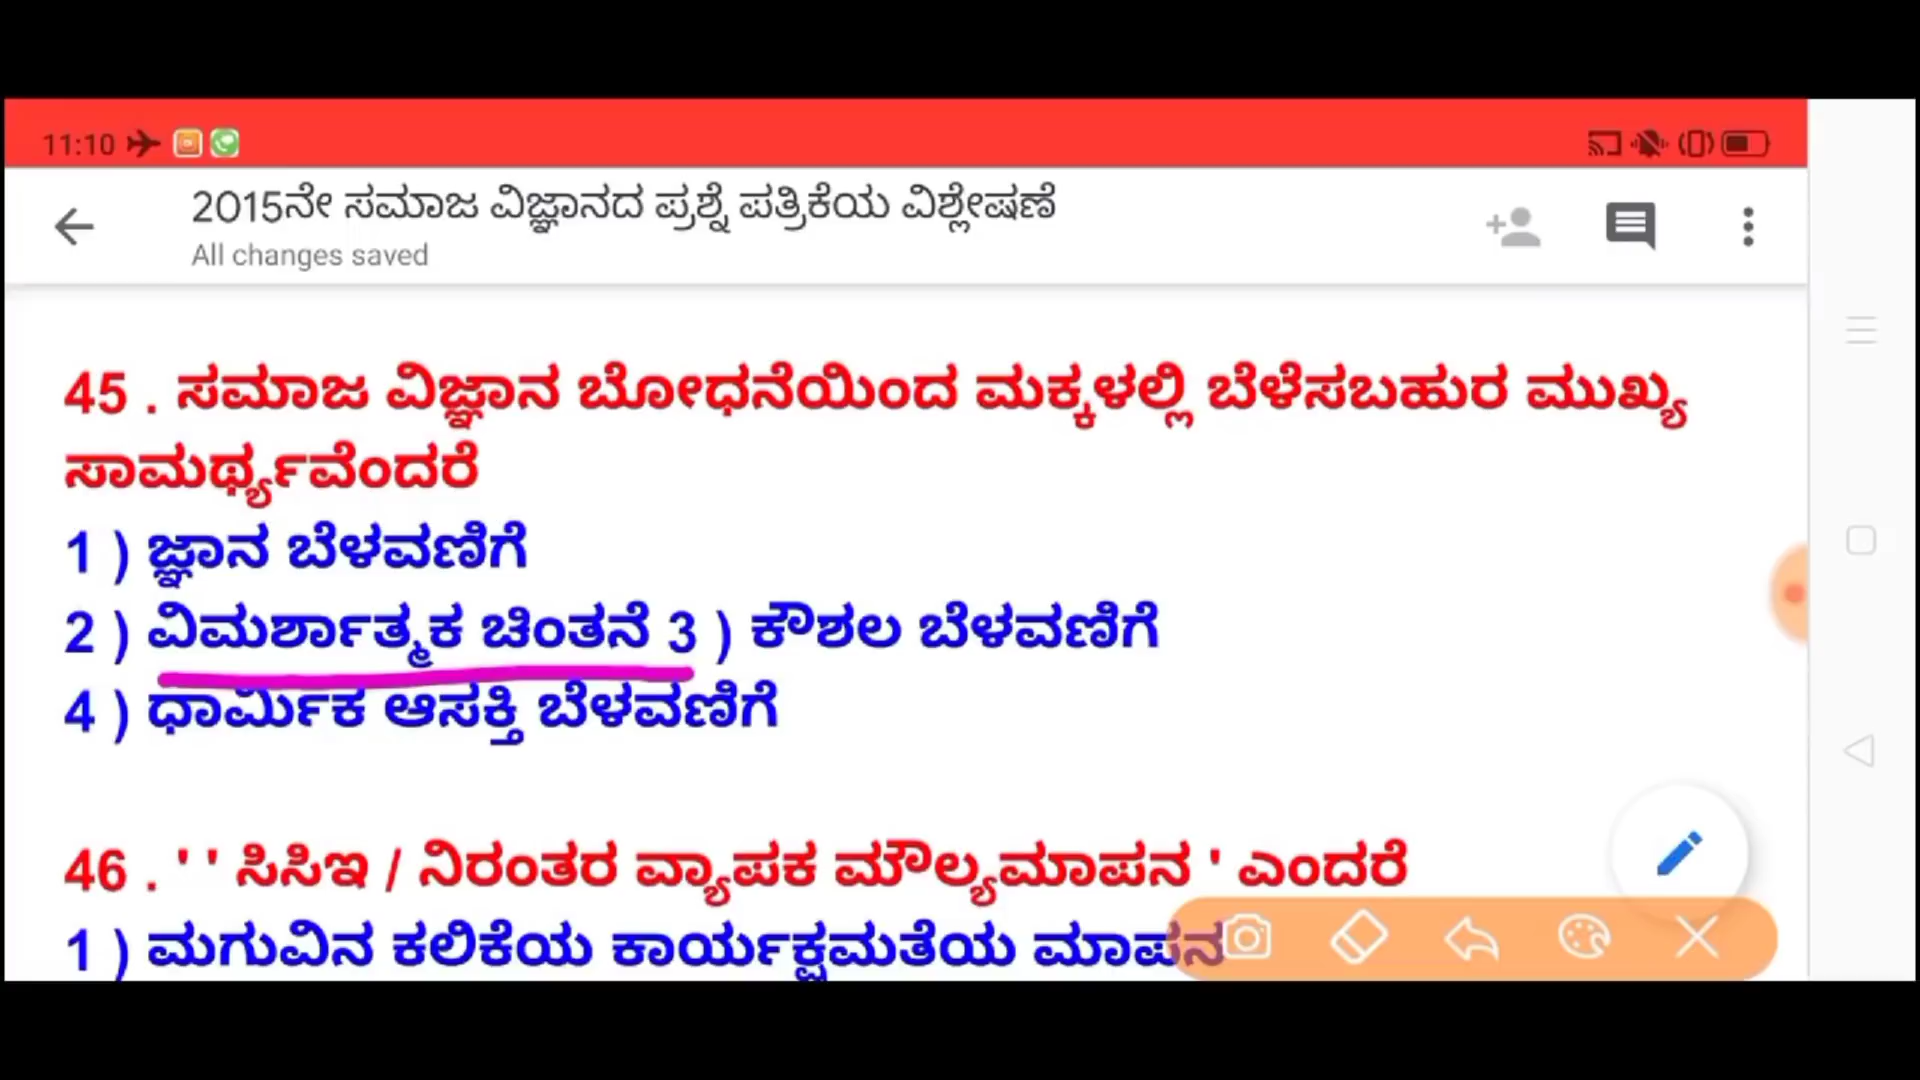 11:10
2015ನೇ ಸಮಾಜ ವಿಜ್ಞಾನದ ಪ್ರಶ್ನೆ ಪತ್ರಿಕೆಯ ವಿಶ್ಲೇಷಣೆ
All changes saved
45 . ಸಮಾಜ ವಿಜ್ಞಾನ ಬೋಧನೆಯಿಂದ ಮಕ್ಕಳಲ್ಲಿ ಬೆಳೆಸಬಹುರ ಮುಖ್ಯ
ಸಾಮರ್ಥ್ಯವೆಂದರೆ
1 ) ಜ್ಞಾನ ಬೆಳವಣಿಗೆ
2 ) ವಿಮರ್ಶಾತ್ಮಕ ಚಿಂತನೆ 3 ) ಕೌಶಲ ಬೆಳವಣಿಗೆ
4 ) ಧಾರ್ಮಿಕ ಆಸಕ್ತಿ ಬೆಳವಣಿಗೆ
46 . ' ' ಸಿಸಿಇ / ನಿರಂತರ ವ್ಯಾಪಕ ಮೌಲ್ಯಮಾಪನ ' ಎಂದರೆ
1 ) ಮಗುವಿನ ಕಲಿಕೆಯ ಕಾರ್ಯಕ್ಷಮತೆಯ ಮಾಪನ